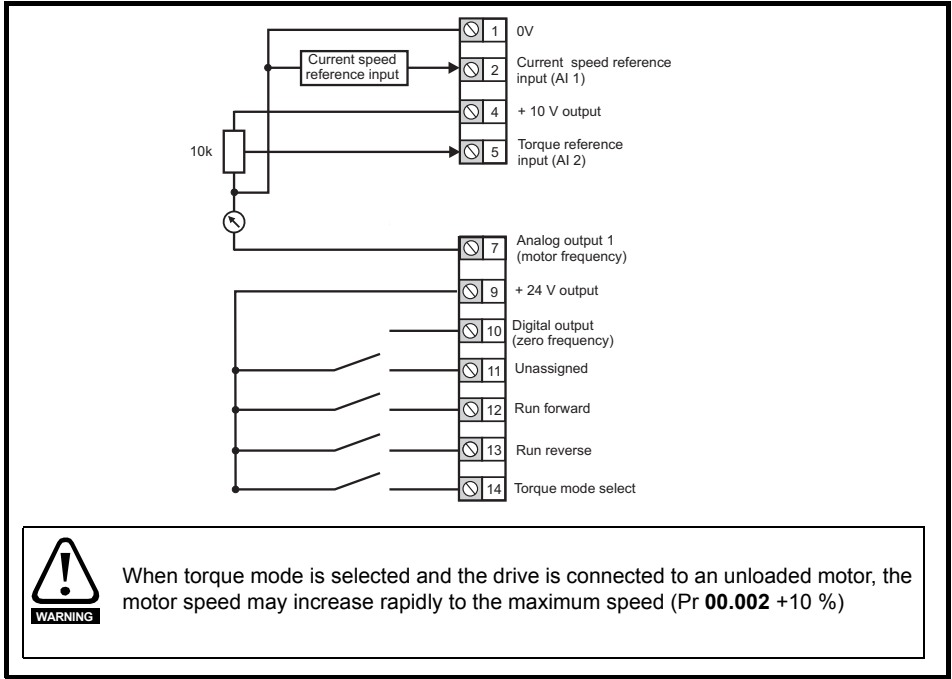 1 0V
Current speed
reference input
2 Current speed reference
input (AI 1)
4 + 10 V output
10k
5 Torque reference
input (AI 2)
7 Analog output 1
(motor frequency)
9 + 24 V output
10 Digital output
(zero frequency)
11 Unassigned
12 Run forward
13 Run reverse
14 Torque mode select
WARNING
When torque mode is selected and the drive is connected to an unloaded motor, the
motor speed may increase rapidly to the maximum speed (Pr 00.002 +10 %)